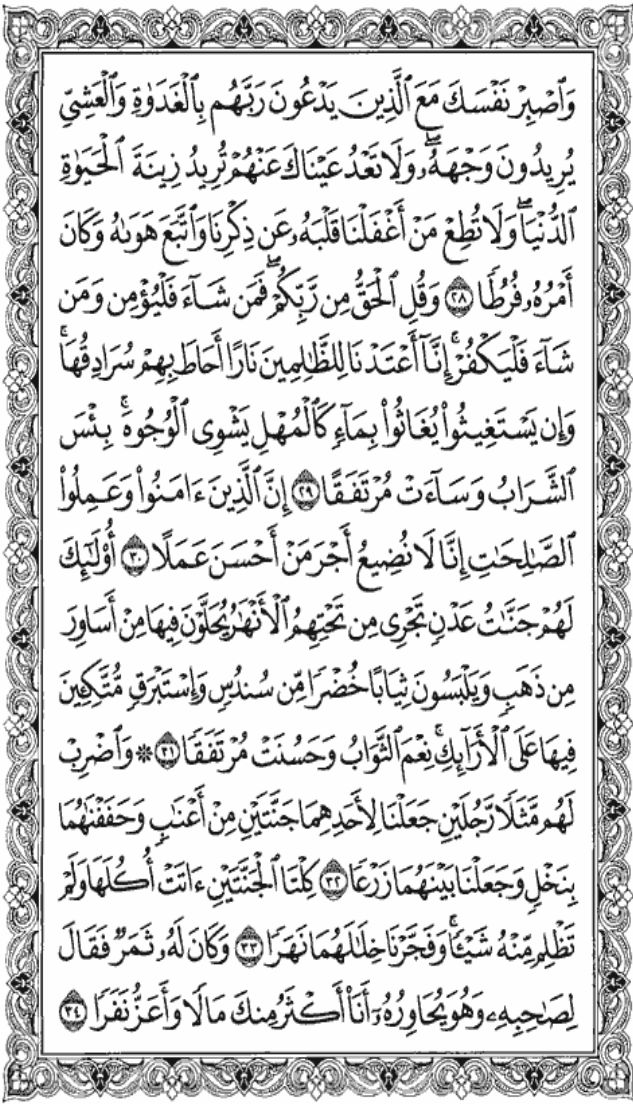 وَٱصْبِرْ نَفْسَكَ مَعَ ٱلَّذِينَ يَدْعُونَ رَبَّهُم بِٱلْغَدَوٰةِ وَٱلْعَشِىِّ
يُرِيدُونَ وَجْهَهُۥۖ وَلَا تَعْدُ عَيْنَاكَ عَنْهُمْ تُرِيدُ زِينَةَ ٱلْحَيَوٰةِ
ٱلدُّنْيَاۖ وَلَا تُطِعْ مَنْ أَغْفَلْنَا قَلْبَهُۥ عَن ذِكْرِنَا وَٱتَّبَعَ هَوَىٰهُ وَكَانَ
أَمْرُهُۥ فُرُطًا ٢٨ وَقُلِ ٱلْحَقُّ مِن رَّبِّكُمْۖ فَمَن شَآءَ فَلْيُؤْمِن وَمَن
شَآءَ فَلْيَكْفُرْۚ إِنَّآ أَعْتَدْنَا لِلظَّٰلِمِينَ نَارًا أَحَاطَ بِهِمْ سُرَادِقُهَاۚ
وَإِن يَسْتَغِيثُوا۟ يُغَاثُوا۟ بِمَآءٍ كَٱلْمُهْلِ يَشْوِى ٱلْوُجُوهَۚ بِئْسَ
ٱلشَّرَابُ وَسَآءَتْ مُرْتَفَقًا ٢٩ إِنَّ ٱلَّذِينَ ءَامَنُوا۟ وَعَمِلُوا۟
ٱلصَّٰلِحَٰتِ إِنَّا لَا نُضِيعُ أَجْرَ مَنْ أَحْسَنَ عَمَلًا ٣٠ أُو۟لَٰٓئِكَ
لَهُمْ جَنَّٰتُ عَدْنٍ تَجْرِى مِن تَحْتِهِمُ ٱلْأَنْهَٰرُ يُحَلَّوْنَ فِيهَا مِنْ أَسَاوِرَ
مِن ذَهَبٍ وَيَلْبَسُونَ ثِيَابًا خُضْرًا مِّن سُندُسٍ وَإِسْتَبْرَقٍ مُّتَّكِـِٔينَ
فِيهَا عَلَى ٱلْأَرَآئِكِۚ نِعْمَ ٱلثَّوَابُ وَحَسُنَتْ مُرْتَفَقًا ٣١ ۞ وَٱضْرِبْ
لَهُم مَّثَلًا رَّجُلَيْنِ جَعَلْنَا لِأَحَدِهِمَا جَنَّتَيْنِ مِنْ أَعْنَٰبٍ وَحَفَفْنَٰهُمَا
بِنَخْلٍ وَجَعَلْنَا بَيْنَهُمَا زَرْعًا ٣٢ كِلْتَا ٱلْجَنَّتَيْنِ ءَاتَتْ أُكُلَهَا وَلَمْ
تَظْلِم مِّنْهُ شَيْـًٔاۚ وَفَجَّرْنَا خِلَٰلَهُمَا نَهَرًا ٣٣ وَكَانَ لَهُۥ ثَمَرٌ فَقَالَ
لِصَٰحِبِهِۦ وَهُوَ يُحَاوِرُهُۥٓ أَنَا۠ أَكْثَرُ مِنكَ مَالًا وَأَعَزُّ نَفَرًا ٣٤